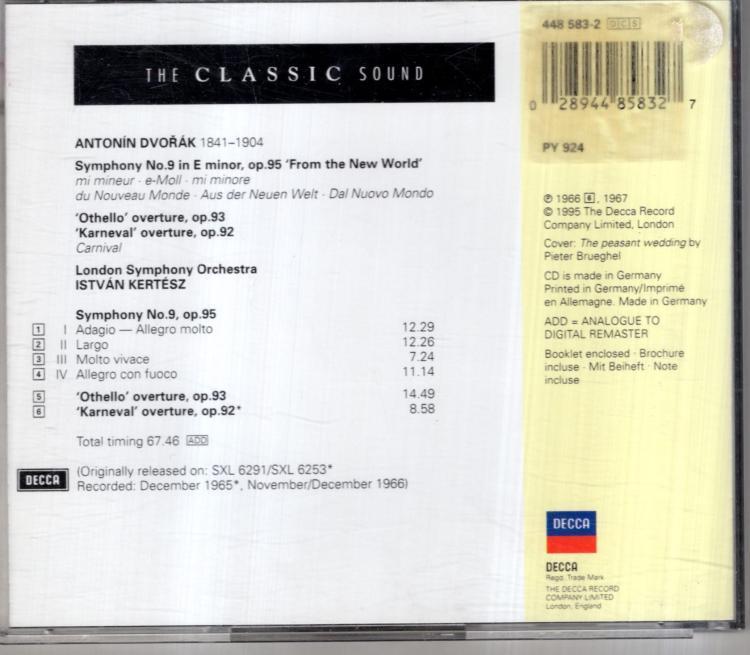 THE CLASSIC SOUND
ANTONÍN DVOŘÁK 1841–1904
Symphony No.9 in E minor, op.95 'From the New World'
mi mineur · e-Moll · mi minore
du Nouveau Monde · Aus der Neuen Welt · Dal Nuovo Mondo
'Othello' overture, op.93
'Karneval' overture, op.92
Carnival
London Symphony Orchestra
ISTVÁN KERTÉSZ
Symphony No.9, op.95
1 I Adagio — Allegro molto 12.29
2 II Largo 12.26
3 III Molto vivace 7.24
4 IV Allegro con fuoco 11.14
5 'Othello' overture, op.93 14.49
6 'Karneval' overture, op.92* 8.58
Total timing 67.46 ADD
DECCA
(Originally released on: SXL 6291/SXL 6253*
Recorded: December 1965*, November/December 1966)
448 583-2 DCS
0 28944 85832 7
PY 924
℗ 1966 6, 1967
© 1995 The Decca Record
Company Limited, London
Cover: The peasant wedding by
Pieter Brueghel
CD is made in Germany
Printed in Germany/Imprimé
en Allemagne. Made in Germany
ADD = ANALOGUE TO
DIGITAL REMASTER
Booklet enclosed · Brochure
incluse · Mit Beiheft · Note
incluse
DECCA
DECCA
Regd. Trade Mark
THE DECCA RECORD
COMPANY LIMITED
London, England